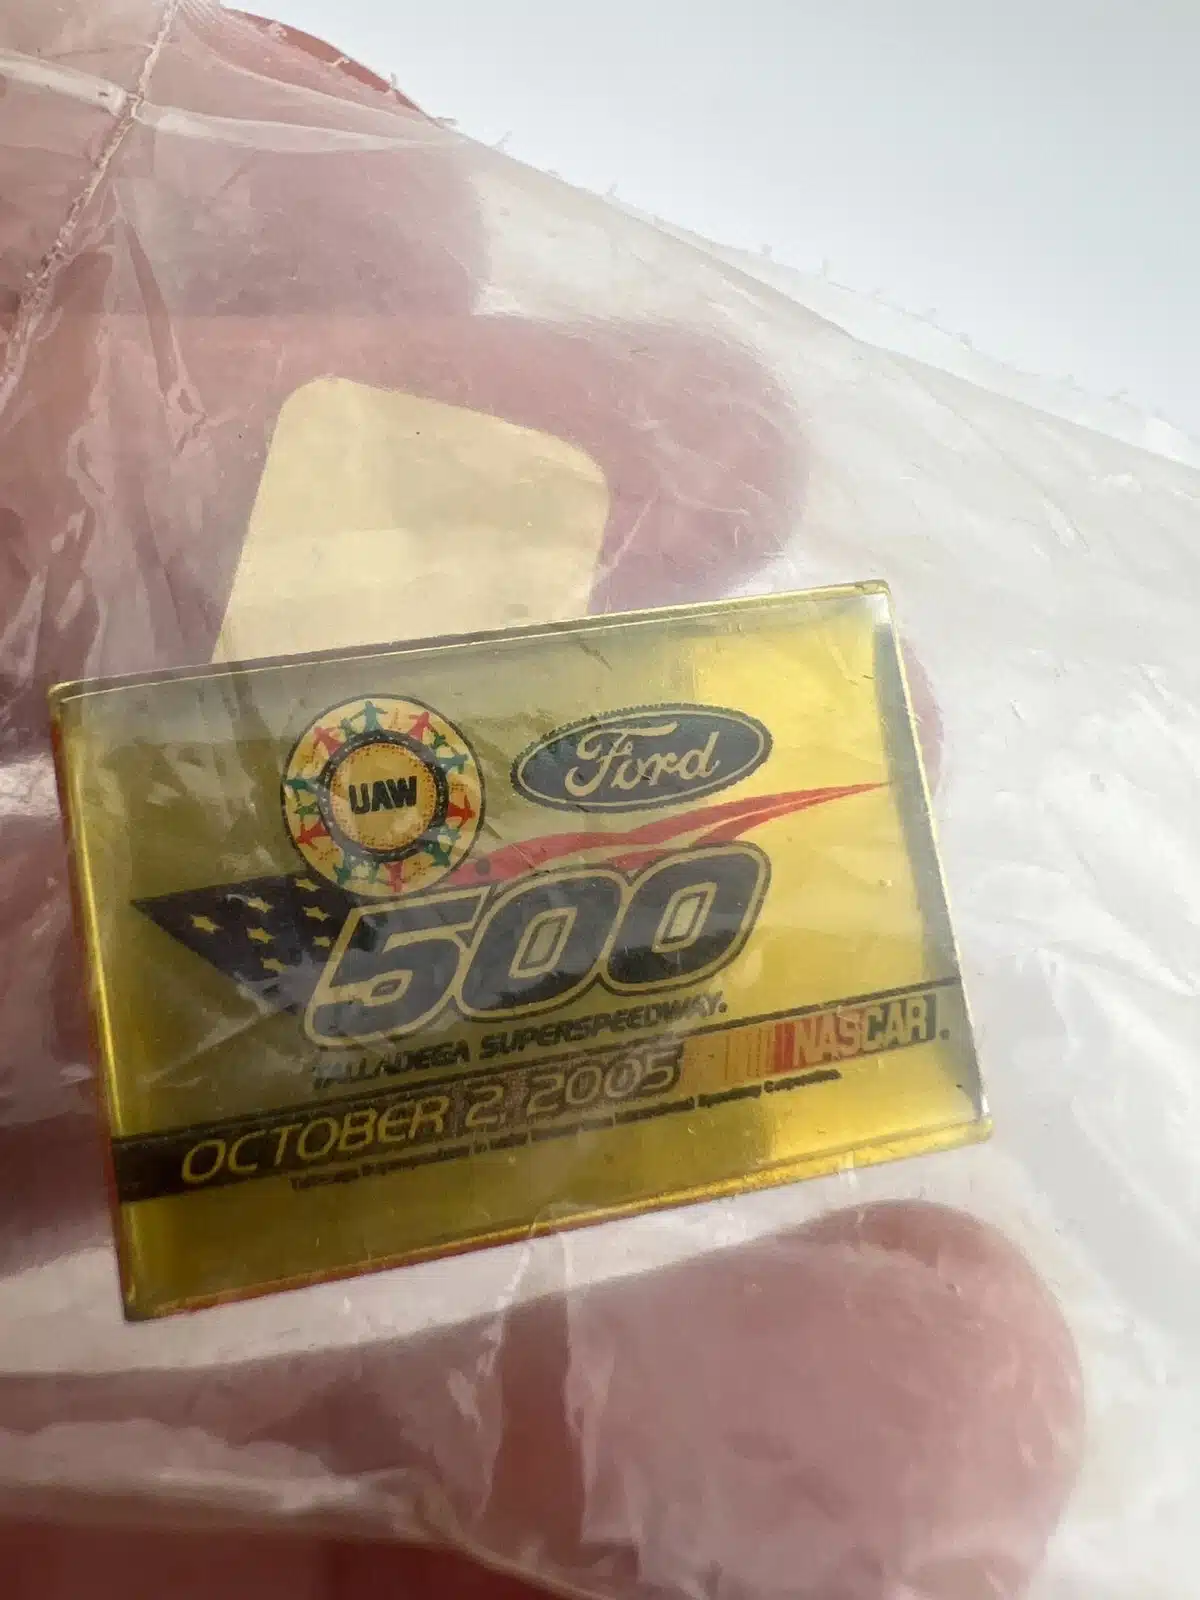 UAW
Ford
500
TALLADEGA SUPERSPEEDWAY.
OCTOBER 2, 2005
NASCAR